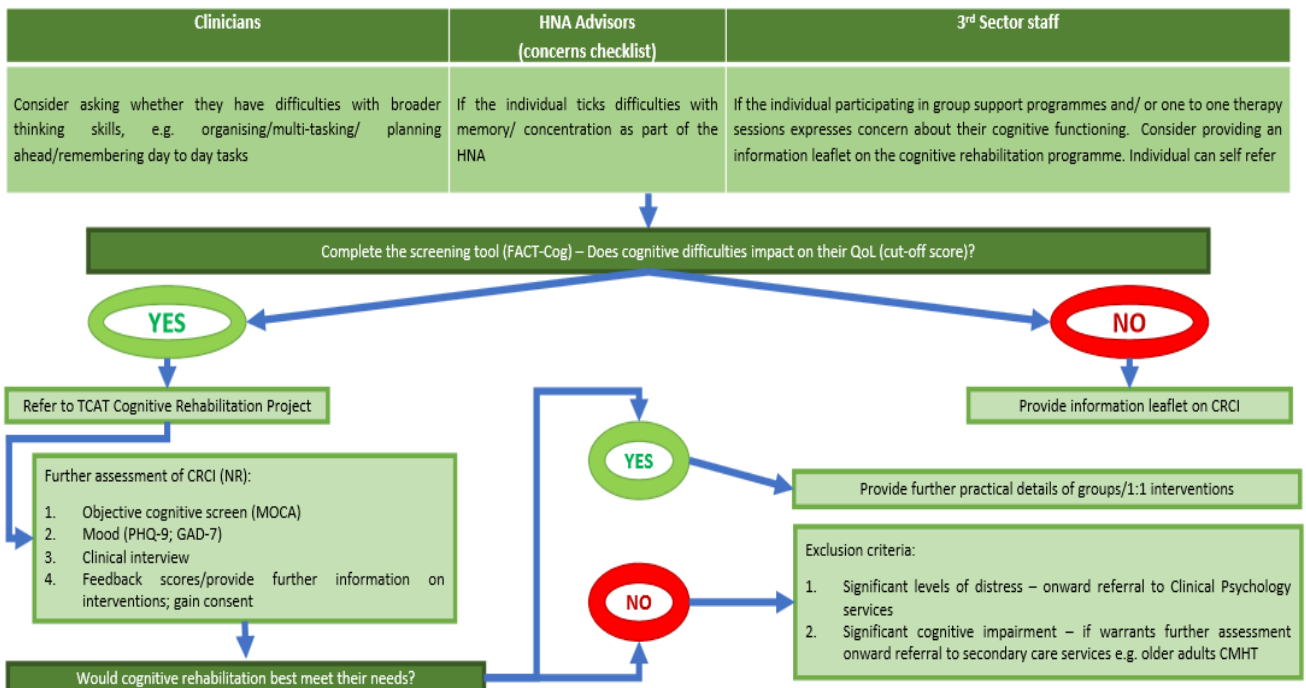 Clinicians
HNA Advisors
(concerns checklist)
3rd Sector staff
Consider asking whether they have difficulties with broader
thinking skills, e.g. organising/multi-tasking/ planning
ahead/remembering day to day tasks
If the individual ticks difficulties with
memory/ concentration as part of the
HNA
If the individual participating in group support programmes and/ or one to one therapy
sessions expresses concern about their cognitive functioning. Consider providing an
information leaflet on the cognitive rehabilitation programme. Individual can self refer
Complete the screening tool (FACT-Cog) – Does cognitive difficulties impact on their QoL (cut-off score)?
YES
NO
Refer to TCAT Cognitive Rehabilitation Project
Provide information leaflet on CRCI
Further assessment of CRCI (NR):
1. Objective cognitive screen (MOCA)
2. Mood (PHQ-9; GAD-7)
3. Clinical interview
4. Feedback scores/provide further information on
interventions; gain consent
Would cognitive rehabilitation best meet their needs?
YES
Provide further practical details of groups/1:1 interventions
NO
Exclusion criteria:
1. Significant levels of distress – onward referral to Clinical Psychology
services
2. Significant cognitive impairment – if warrants further assessment
onward referral to secondary care services e.g. older adults CMHT